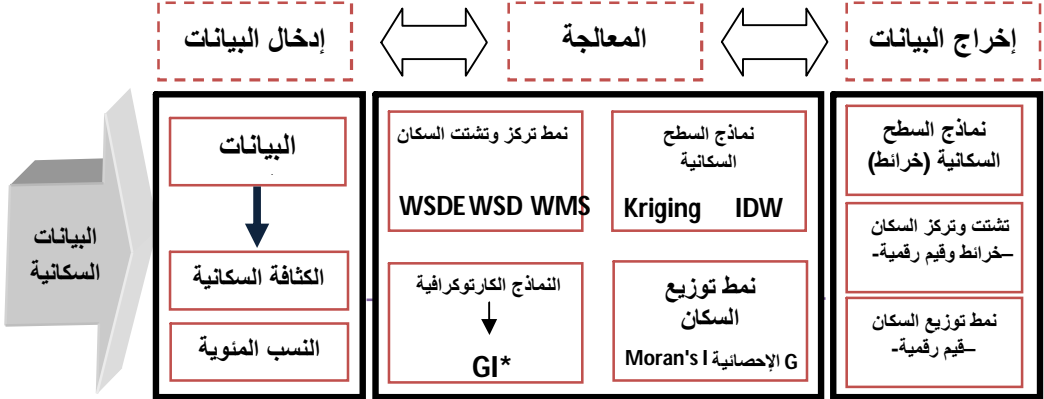 إدخال البيانات
المعالجة
إخراج البيانات
البيانات
السكانية
البيانات
الكثافة السكانية
النسب المئوية
نمط تركز وتشتت السكان
WSDE WSD WMS
نماذج السطح
السكانية
Kriging IDW
النماذج الكارتوكرافية
GI*
نمط توزيع
السكان
G الإحصائية Moran's I
نماذج السطح
السكانية (خرائط)
تشتت وتركز السكان
–خرائط وقيم رقمية-
نمط توزيع السكان
–قيم رقمية-